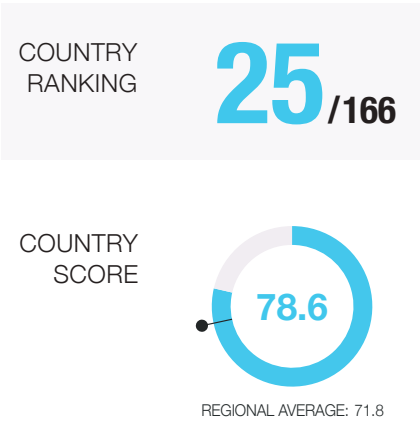 COUNTRY
RANKING
25/166
COUNTRY
SCORE
78.6
REGIONAL AVERAGE: 71.8